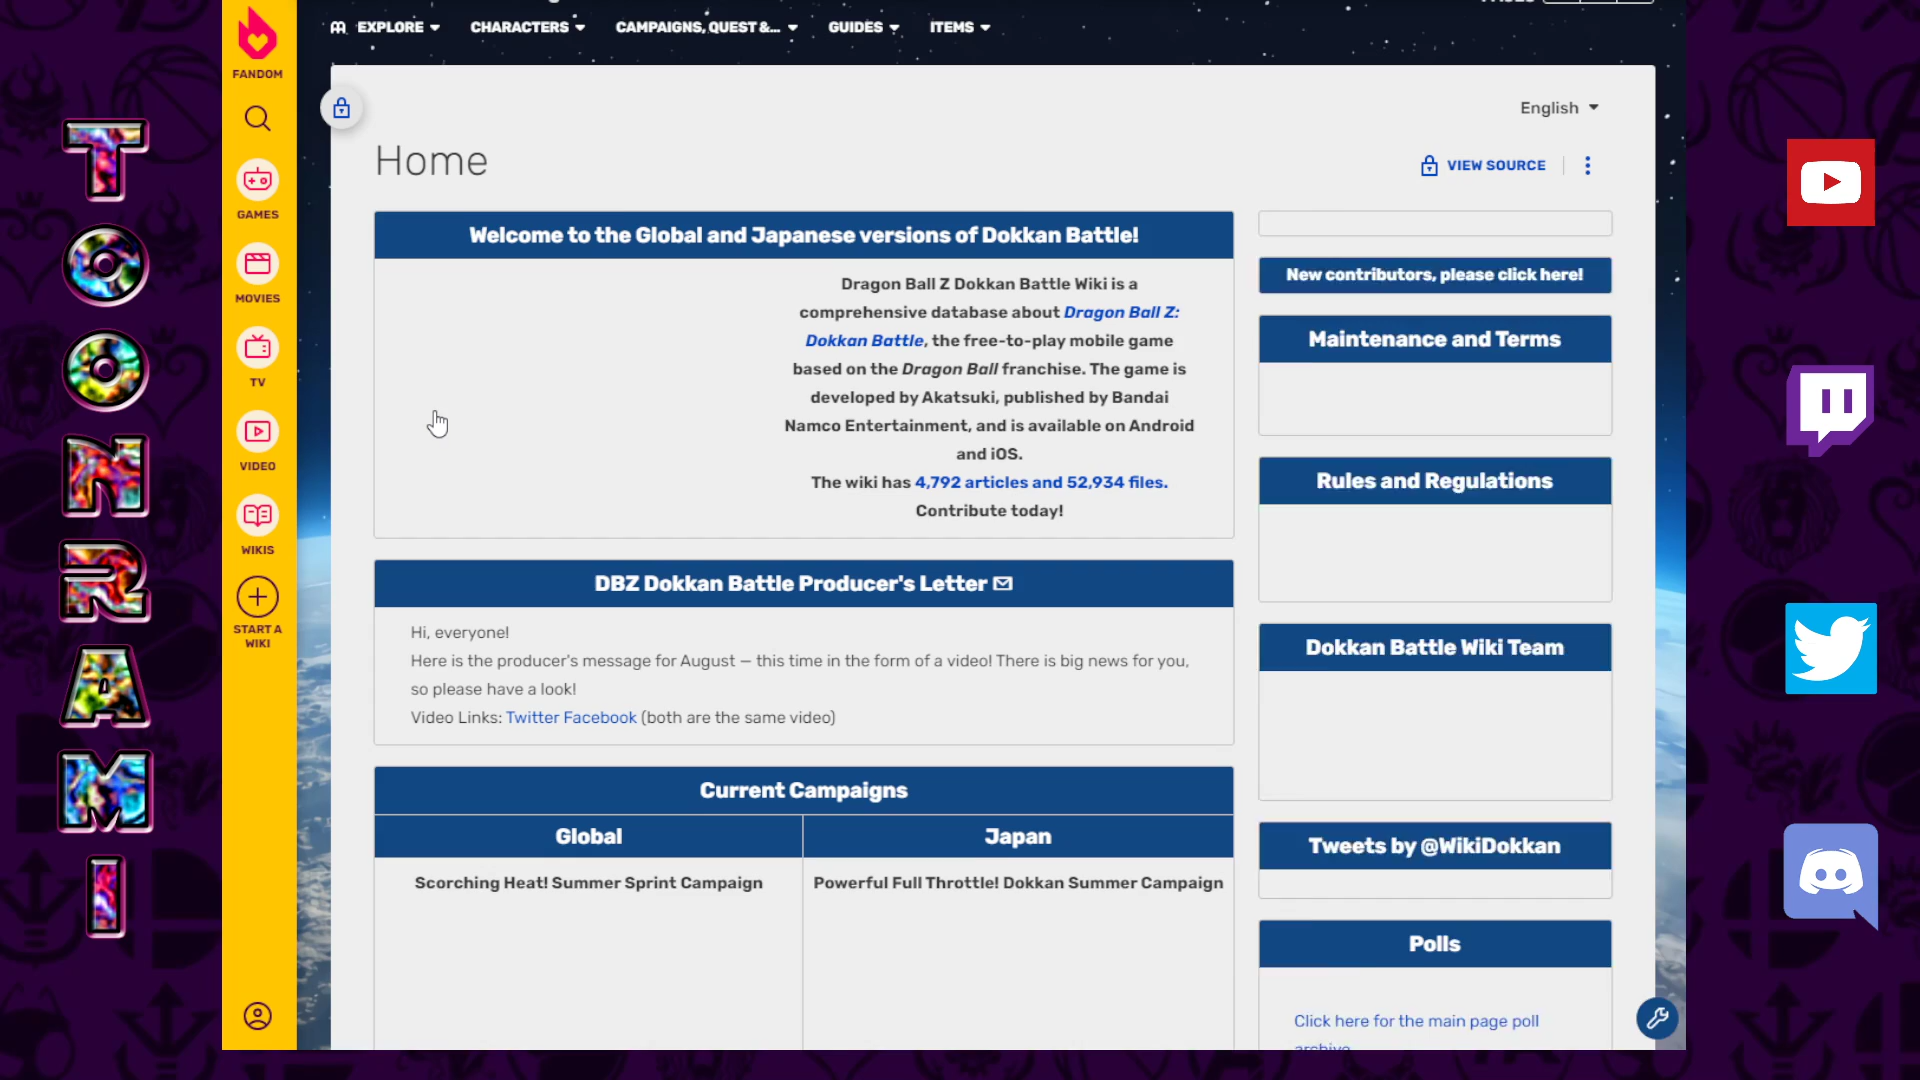 TOONRAMI
FANDOM
GAMES
MOVIES
TV
VIDEO
WIKIS
START A
WIKI
EXPLORE
CHARACTERS
CAMPAIGNS, QUEST &...
GUIDES
ITEMS
English
Home
VIEW SOURCE
Welcome to the Global and Japanese versions of Dokkan Battle!
Dragon Ball Z Dokkan Battle Wiki is a
comprehensive database about Dragon Ball Z:
Dokkan Battle, the free-to-play mobile game
based on the Dragon Ball franchise. The game is
developed by Akatsuki, published by Bandai
Namco Entertainment, and is available on Android
and iOS.
The wiki has 4,792 articles and 52,934 files.
Contribute today!
DBZ Dokkan Battle Producer's Letter
Hi, everyone!
Here is the producer's message for August — this time in the form of a video! There is big news for you,
so please have a look!
Video Links: Twitter Facebook (both are the same video)
Current Campaigns
Global
Japan
Scorching Heat! Summer Sprint Campaign
Powerful Full Throttle! Dokkan Summer Campaign
New contributors, please click here!
Maintenance and Terms
Rules and Regulations
Dokkan Battle Wiki Team
Tweets by @WikiDokkan
Polls
Click here for the main page poll
archive